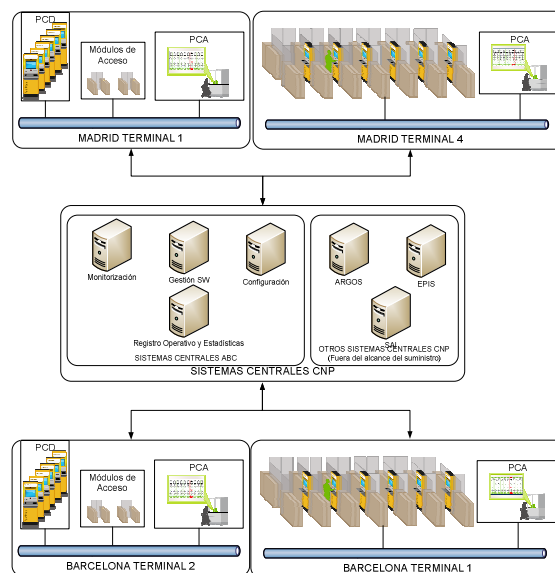 PCD
Módulos de
Acceso
PCA
MADRID TERMINAL 1
PCA
MADRID TERMINAL 4
Monitorización
Gestión SW
Configuración
Registro Operativo y Estadísticas
SISTEMAS CENTRALES ABC
ARGOS
EPIS
SAL
OTROS SISTEMAS CENTRALES CNP
(Fuera del alcance del suministro)
SISTEMAS CENTRALES CNP
PCD
Módulos de
Acceso
PCA
BARCELONA TERMINAL 2
PCA
BARCELONA TERMINAL 1